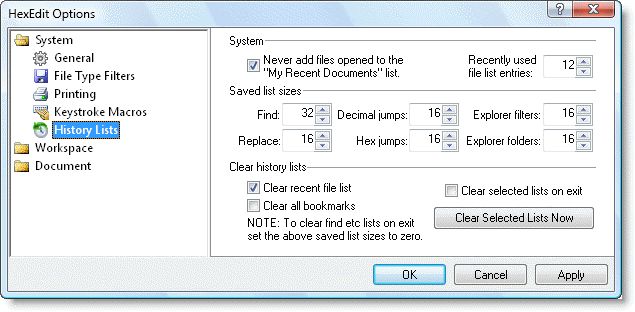 HexEdit Options
System
General
File Type Filters
Printing
Keystroke Macros
History Lists
Workspace
Document
System
Never add files opened to the
"My Recent Documents" list.
Recently used
file list entries: 12
Saved list sizes
Find: 32 Decimal jumps: 16 Explorer filters: 16
Replace: 16 Hex jumps: 16 Explorer folders: 16
Clear history lists
Clear recent file list
Clear all bookmarks
NOTE: To clear find etc lists on exit
set the above saved list sizes to zero.
Clear selected lists on exit
Clear Selected Lists Now
OK Cancel Apply